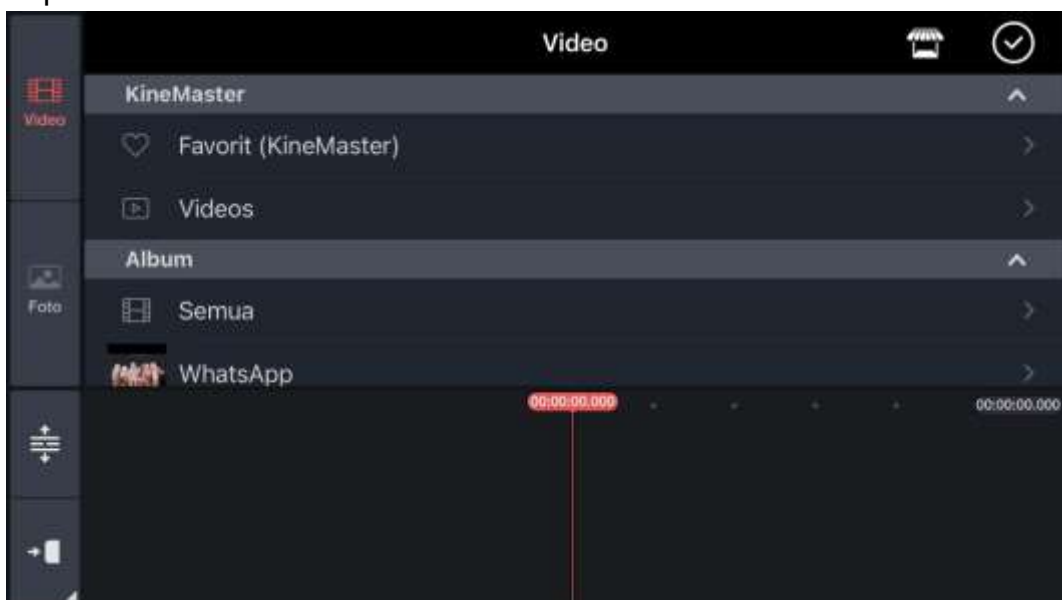 Video
Video
KineMaster
Favorit (KineMaster)
Videos
Album
Foto
Semua
WhatsApp
00:00:00.000
00:00:00.000